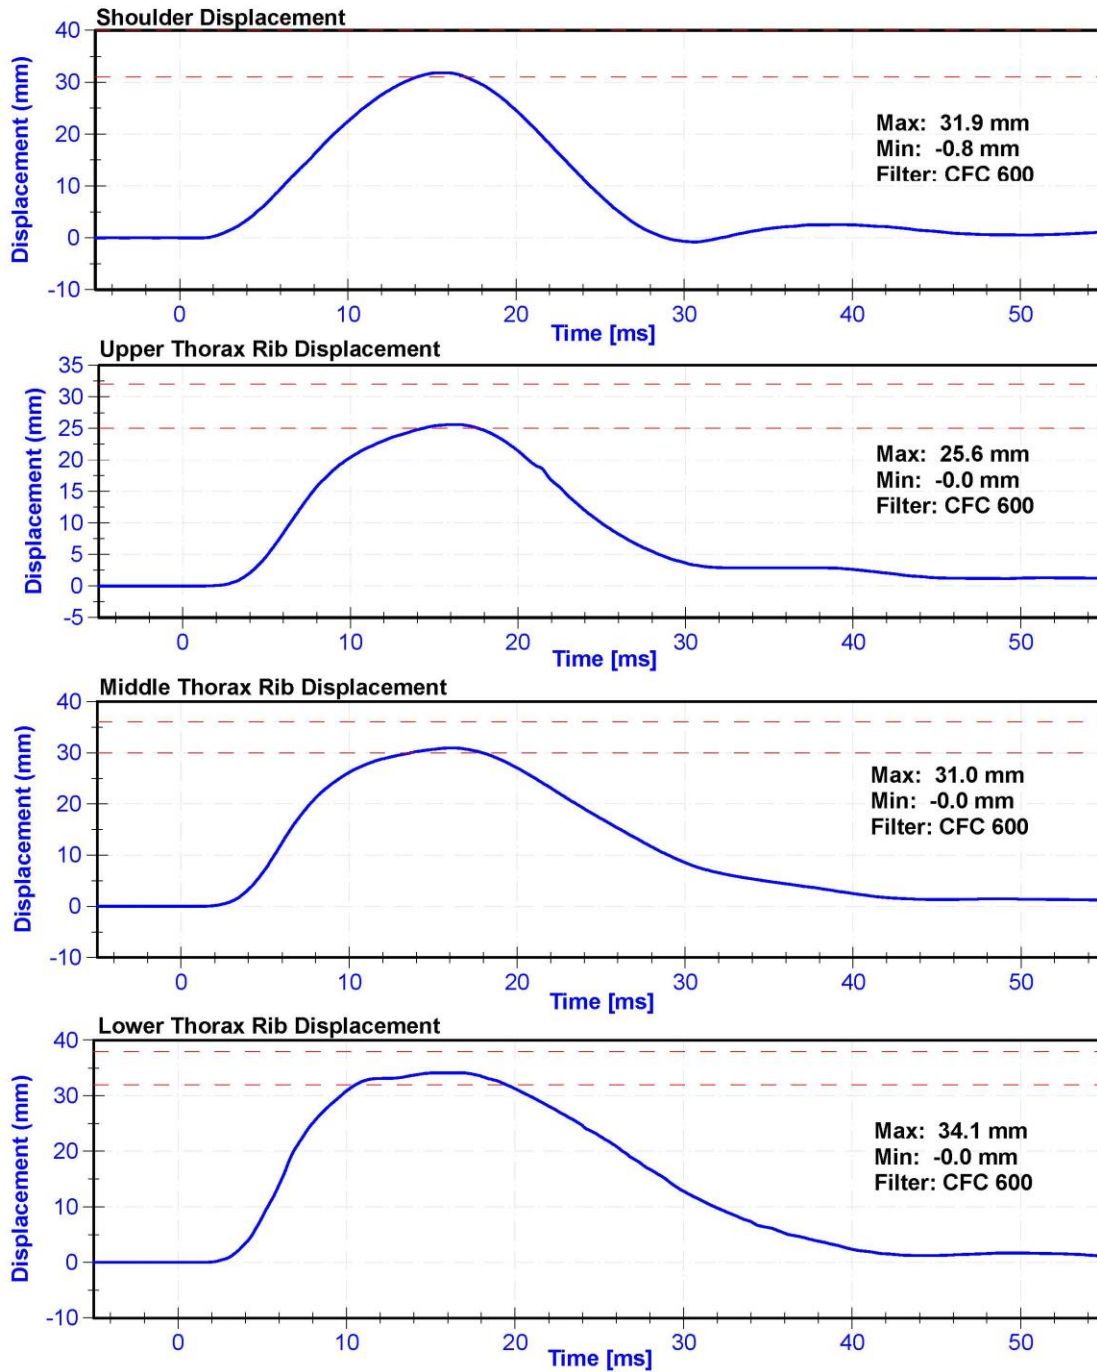 Shoulder Displacement
40
30
20
10
0
-10
Displacement (mm)
Max: 31.9 mm
Min: -0.8 mm
Filter: CFC 600
0 10 20 30 40 50
Time [ms]
Upper Thorax Rib Displacement
35
30
25
20
15
10
5
0
-5
Displacement (mm)
Max: 25.6 mm
Min: -0.0 mm
Filter: CFC 600
0 10 20 30 40 50
Time [ms]
Middle Thorax Rib Displacement
40
30
20
10
0
-10
Displacement (mm)
Max: 31.0 mm
Min: -0.0 mm
Filter: CFC 600
0 10 20 30 40 50
Time [ms]
Lower Thorax Rib Displacement
40
30
20
10
0
-10
Displacement (mm)
Max: 34.1 mm
Min: -0.0 mm
Filter: CFC 600
0 10 20 30 40 50
Time [ms]